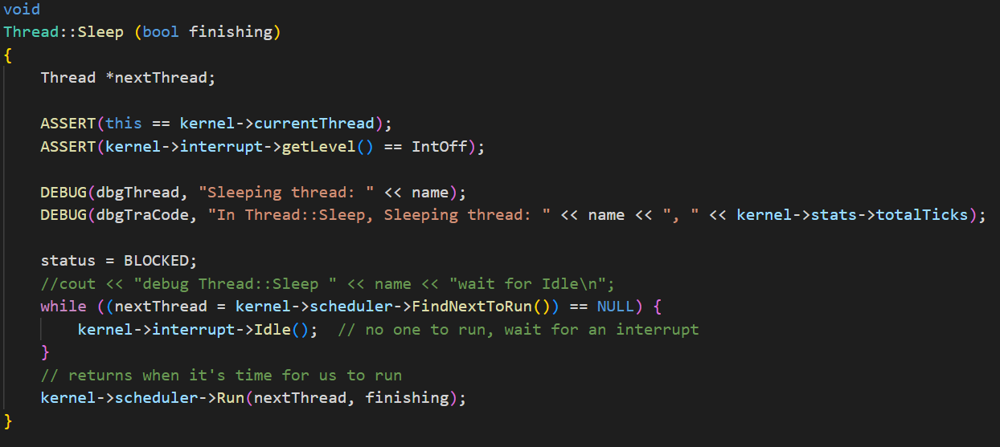 void
Thread::Sleep (bool finishing)
{
    Thread *nextThread;

    ASSERT(this == kernel->currentThread);
    ASSERT(kernel->interrupt->getLevel() == IntOff);

    DEBUG(dbgThread, "Sleeping thread: " << name);
    DEBUG(dbgTraCode, "In Thread::Sleep, Sleeping thread: " << name << ", " << kernel->stats->totalTicks);

    status = BLOCKED;
    //cout << "debug Thread::Sleep " << name << "wait for Idle\n";
    while ((nextThread = kernel->scheduler->FindNextToRun()) == NULL) {
        kernel->interrupt->Idle();  // no one to run, wait for an interrupt
    }
    // returns when it's time for us to run
    kernel->scheduler->Run(nextThread, finishing);
}